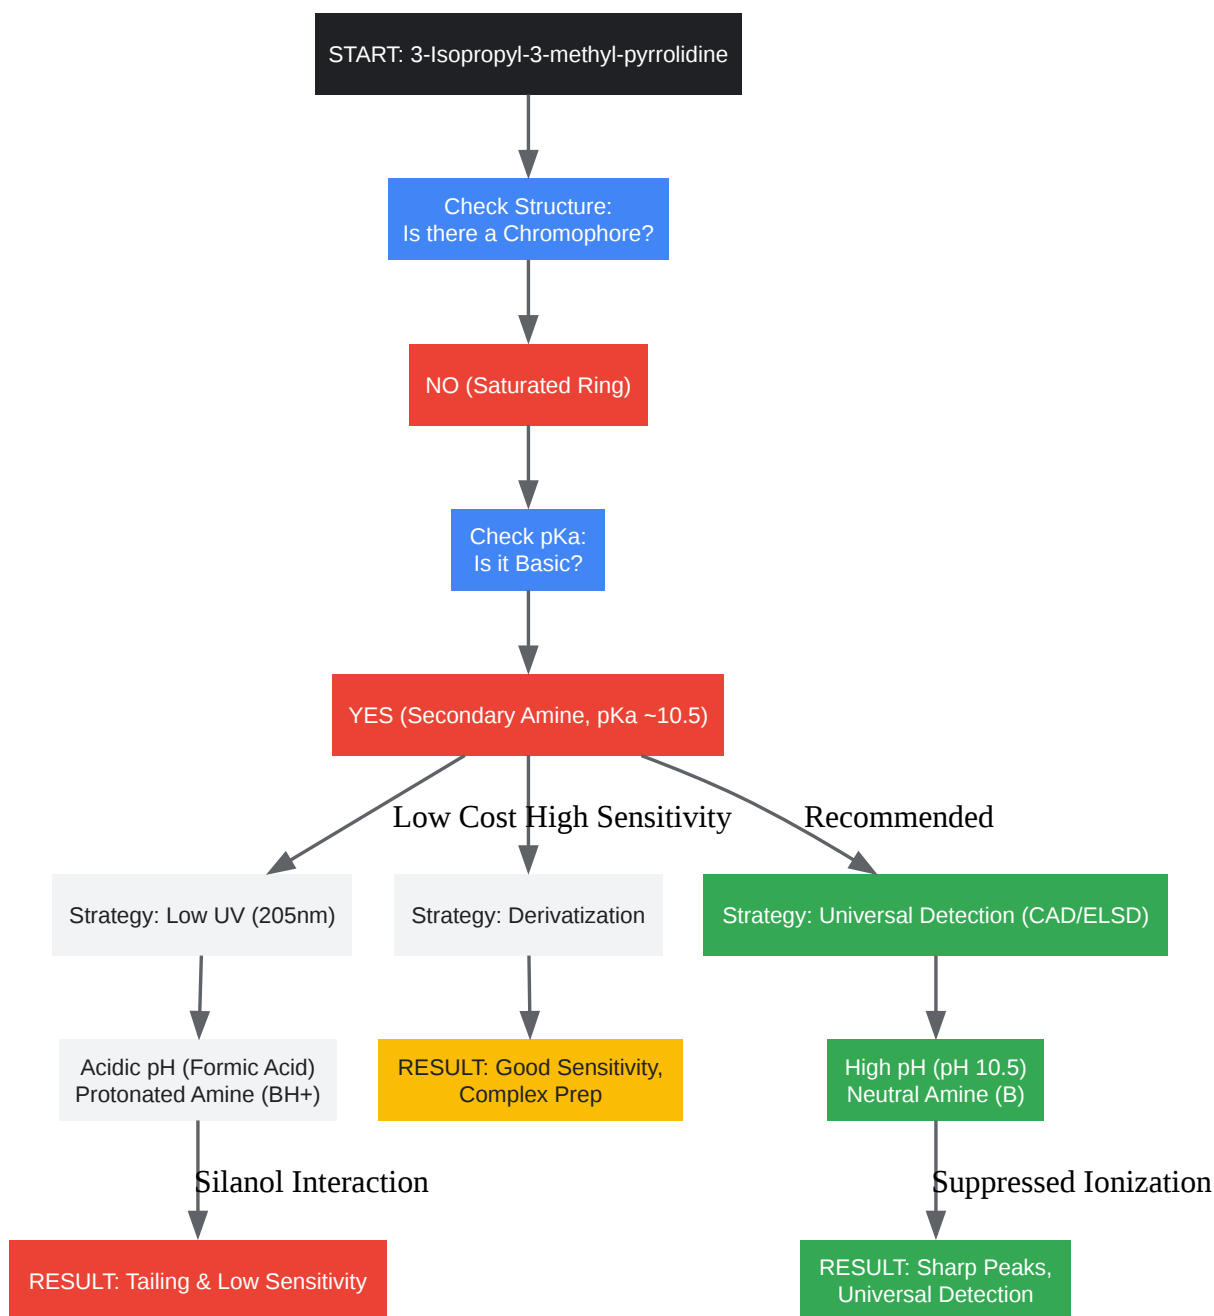 START: 3-Isopropyl-3-methyl-pyrrolidine
Check Structure:
Is there a Chromophore?
NO (Saturated Ring)
Check pKa:
Is it Basic?
YES (Secondary Amine, pKa ~10.5)
Low Cost
High Sensitivity
Recommended
Strategy: Low UV (205nm)
Strategy: Derivatization
Strategy: Universal Detection (CAD/ELSD)
Acidic pH (Formic Acid)
Protonated Amine (BH+)
RESULT: Good Sensitivity,
Complex Prep
High pH (pH 10.5)
Neutral Amine (B)
Silanol Interaction
Suppressed Ionization
RESULT: Tailing & Low Sensitivity
RESULT: Sharp Peaks,
Universal Detection